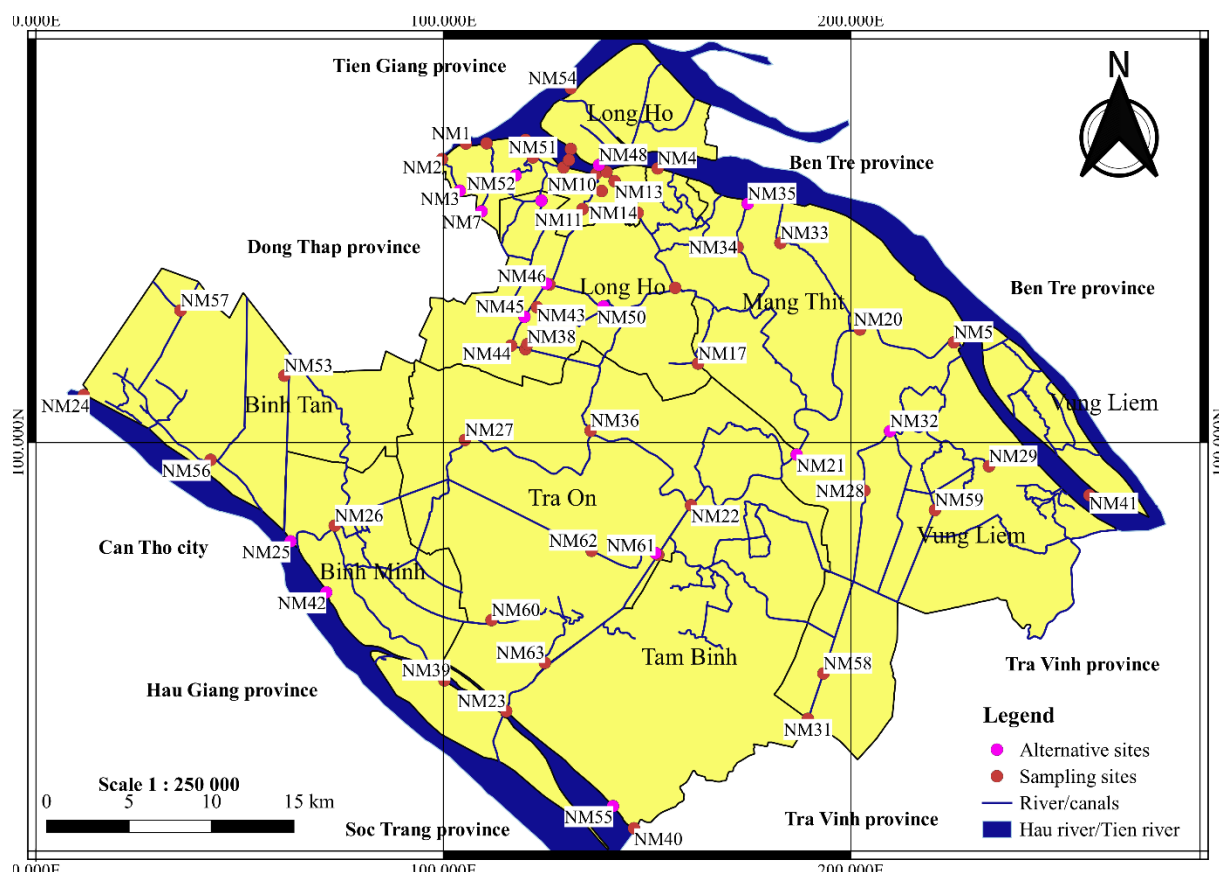 0.000E
100.000E
200.000E
Tien Giang province
NM54
N
Long Ho
NM1
NM51
NM48
NM4
Ben Tre province
NM2
NM52
NM10
NM13
NM3
NM35
NM7
NM11
NM14
NM33
Dong Thap province
NM34
NM46
Long Ho
Ben Tre province
NM57
NM45
NM43
NM50
Mang Thit
NM20
NM44
NM38
NM5
NM17
NM53
NM24
Binh Tan
Vung Liem
NM36
NM32
NM27
100.000N
100.000N
NM56
NM21
NM29
NM28
Tra On
NM59
NM41
NM22
NM26
Vung Liem
Can Tho city
NM25
NM62
NM61
Binh Minh
NM42
NM60
Tam Binh
NM63
Tra Vinh province
NM39
NM58
Hau Giang province
NM23
NM31
Legend
Alternative sites
Sampling sites
River/canals
Hau river/Tien river
Scale 1 : 250 000
0 5 10 15 km
NM55
Soc Trang province
NM40
Tra Vinh province
0.000E
100.000E
200.000E